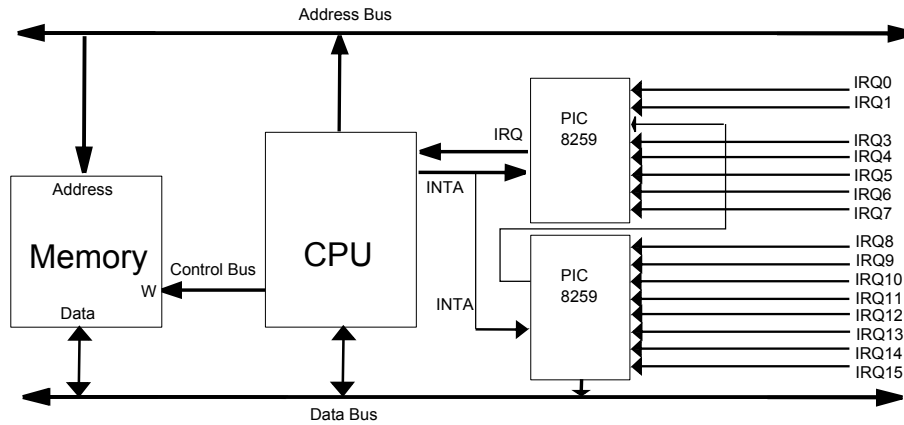 Address Bus
IRQ0
IRQ1
PIC
8259
IRQ
IRQ3
IRQ4
IRQ5
IRQ6
IRQ7
INTA
Address
Memory
W
Data
Control Bus
CPU
INTA
PIC
8259
IRQ8
IRQ9
IRQ10
IRQ11
IRQ12
IRQ13
IRQ14
IRQ15
Data Bus